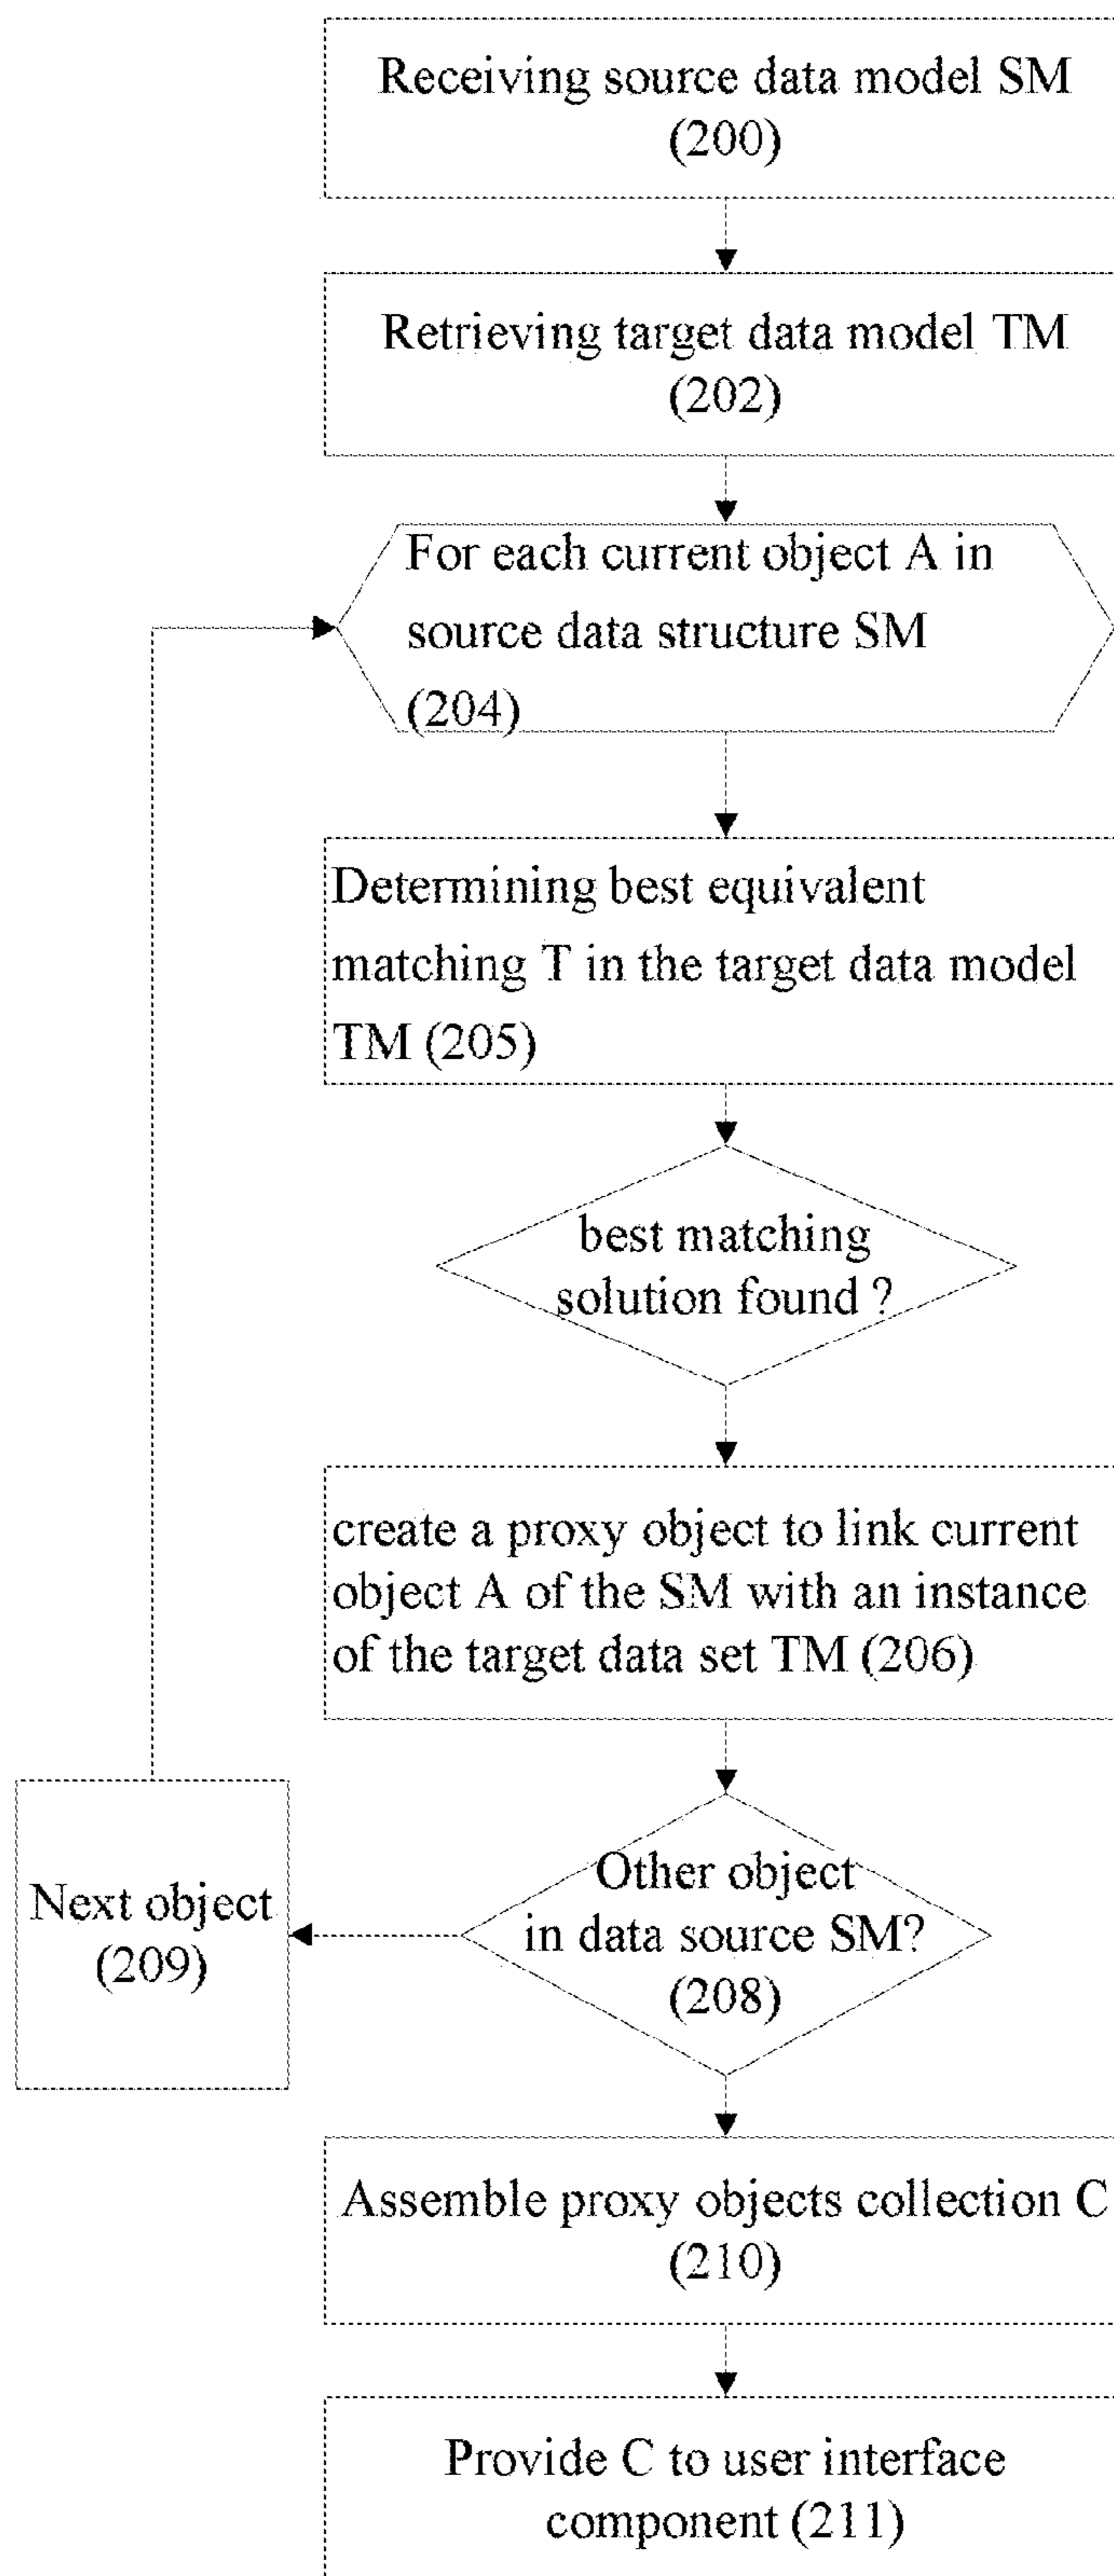 Receiving source data model SM
(200)
Retrieving target data model TM
(202)
For each current object A in
source data structure SM
(204)
Determining best equivalent
matching T in the target data model
TM (205)
best matching
solution found ?
create a proxy object to link current
object A of the SM with an instance
of the target data set TM (206)
Other object
in data source SM?
(208)
Next object
(209)
Assemble proxy objects collection C
(210)
Provide C to user interface
component (211)